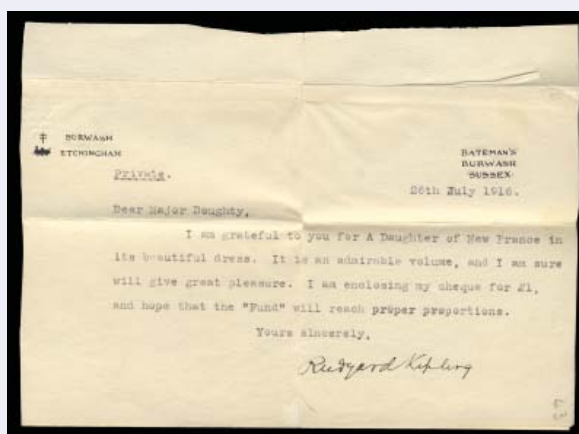 BURWASH
ETCHINGHAM
BATEMAN'S
BURWASH
SUSSEX.
Private.
26th July 1916.
Dear Major Doughty,
I am grateful to you for A Daughter of New France in
its beautiful dress. It is an admirable volume, and I am sure
will give great pleasure. I am enclosing my cheque for £1,
and hope that the "Fund" will reach proper proportions.
Yours sincerely,
Rudyard Kipling